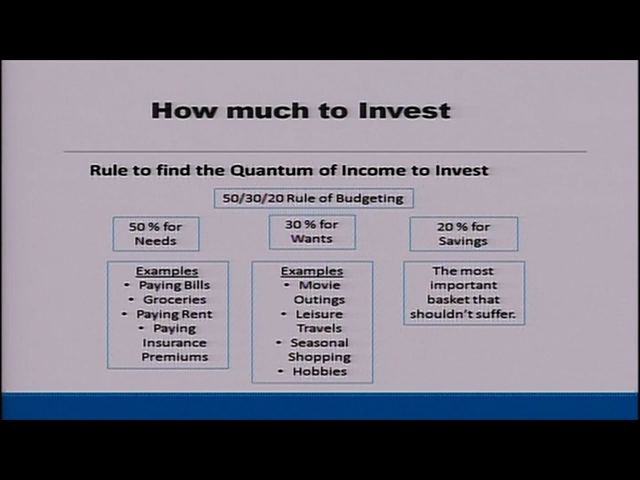 How much to Invest
Rule to find the Quantum of Income to Invest
50/30/20 Rule of Budgeting
50 % for
Needs
30 % for
Wants
20 % for
Savings
Examples
• Paying Bills
• Groceries
• Paying Rent
• Paying
Insurance
Premiums
Examples
• Movie
Outings
• Leisure
Travels
• Seasonal
Shopping
• Hobbies
The most
important
basket that
shouldn't suffer.